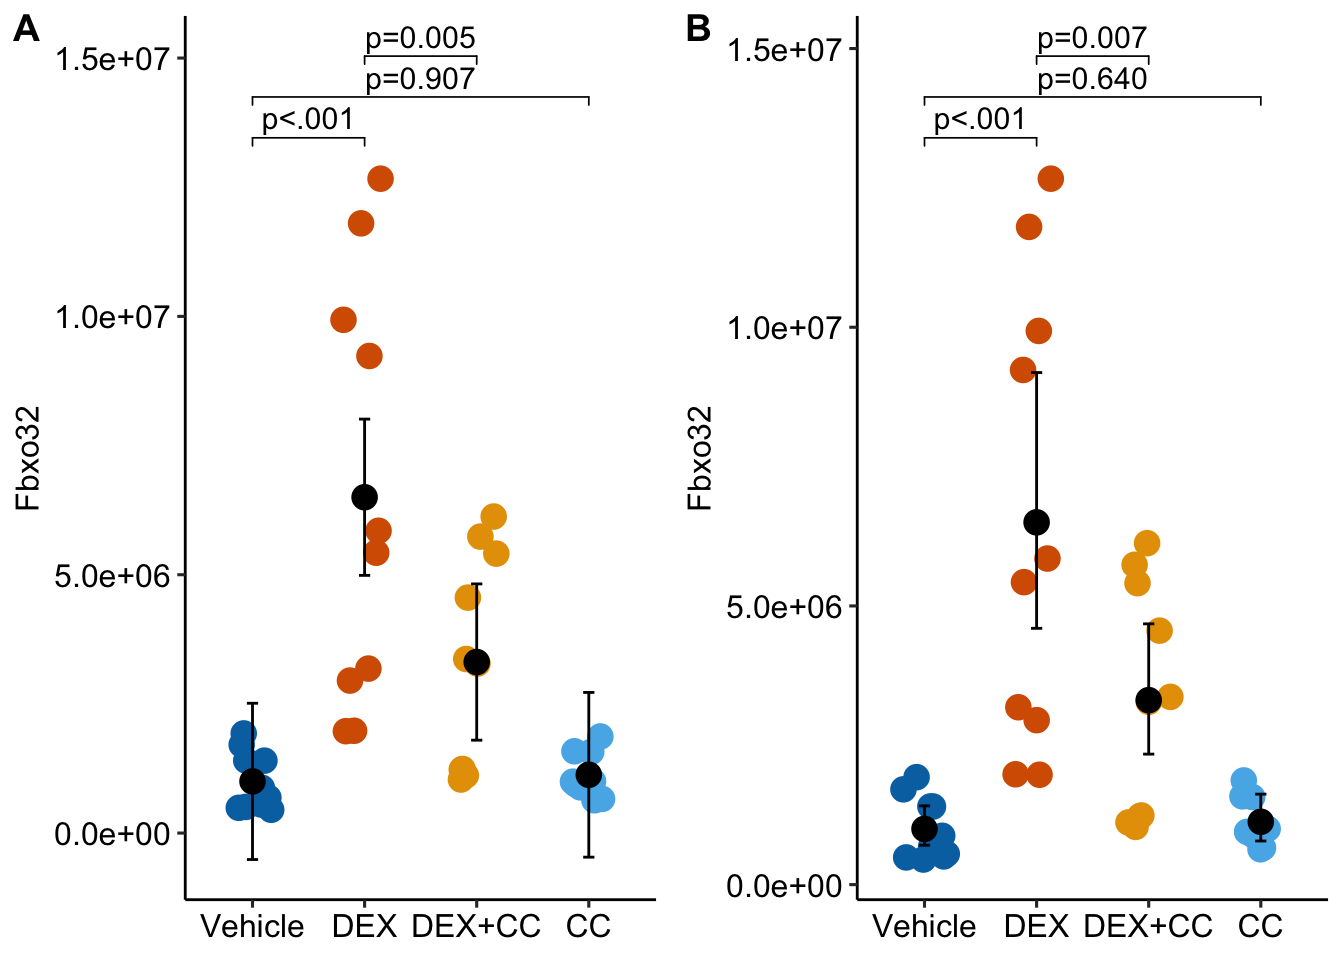 A
p=0.005
1.5e+07
p=0.907
p<.001
1.0e+07
Fbxo32
5.0e+06
0.0e+00
Vehicle DEX DEX+CC CC
B
p=0.007
1.5e+07
p=0.640
p<.001
1.0e+07
Fbxo32
5.0e+06
0.0e+00
Vehicle DEX DEX+CC CC